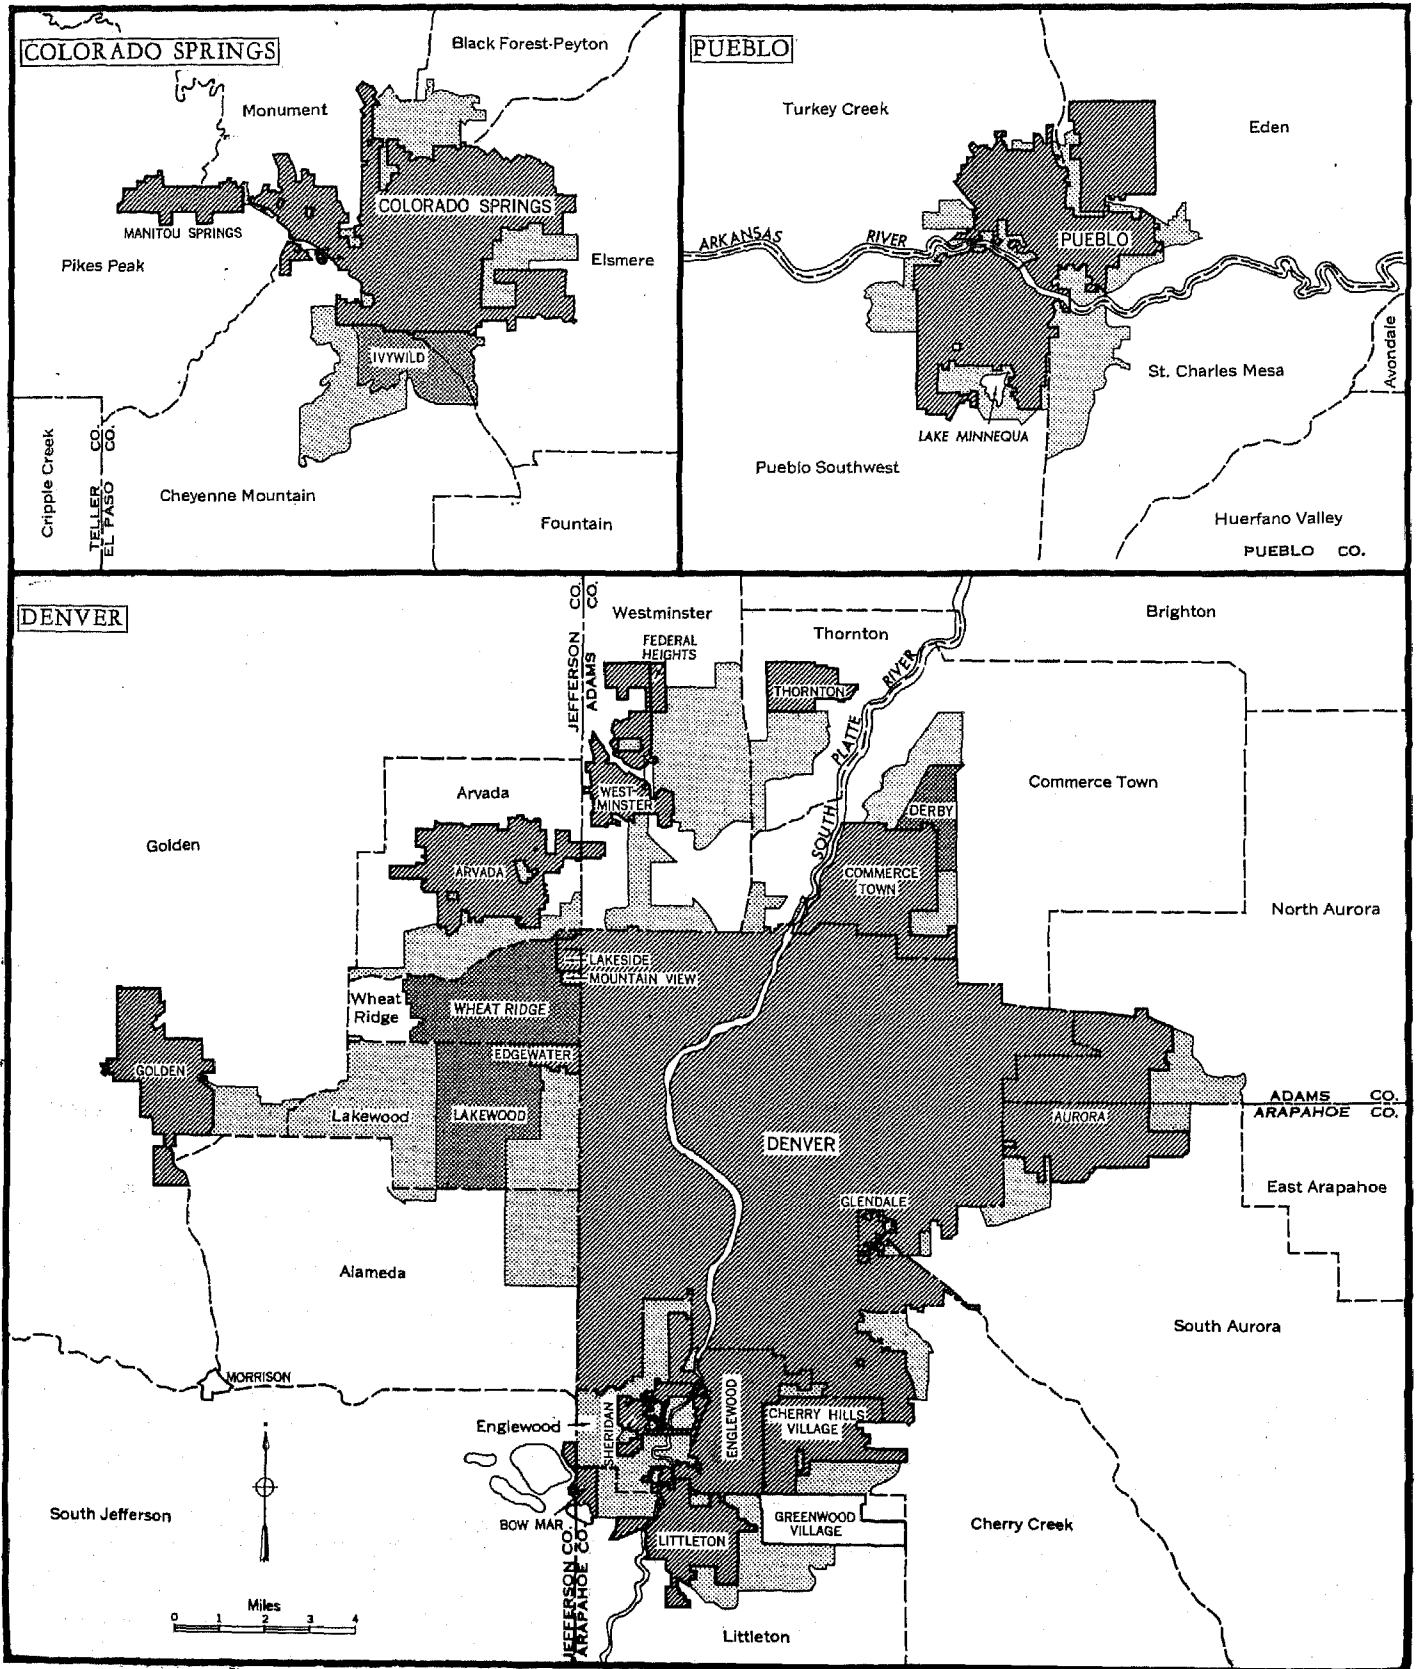 COLORADO SPRINGS
Black Forest-Peyton
Monument
COLORADO SPRINGS
MANITOU SPRINGS
Pikes Peak
Elsmere
IVYWILD
Cripple Creek
TELLER CO.
EL PASO CO.
Cheyenne Mountain
Fountain
PUEBLO
Turkey Creek
Eden
ARKANSAS RIVER
PUEBLO
Avondale
St. Charles Mesa
LAKE MINNEQUA
Pueblo Southwest
Huerfano Valley
PUEBLO CO.
DENVER
JEFFERSON CO.
ADAMS CO.
Westminster
FEDERAL
HEIGHTS
Thornton
Brighton
THORNTON
SOUTH PLATTE RIVER
Commerce Town
Arvada
WEST-
MINSTER
DERBY
Golden
ARVADA
COMMERCE
TOWN
North Aurora
LAKESIDE
MOUNTAIN VIEW
Wheat
Ridge
WHEAT RIDGE
EDGEWATER
GOLDEN
Lakewood
LAKEWOOD
ADAMS CO.
ARAPAHOE CO.
AURORA
DENVER
GLENDALE
East Arapahoe
Alameda
South Aurora
MORRISON
Englewood
SHERIDAN
ENGLEWOOD
CHERRY HILLS
VILLAGE
South Jefferson
BOW MAR
GREENWOOD
VILLAGE
Cherry Creek
LITTLETON
JEFFERSON CO.
ARAPAHOE CO.
Miles
0 1 2 3 4
Littleton